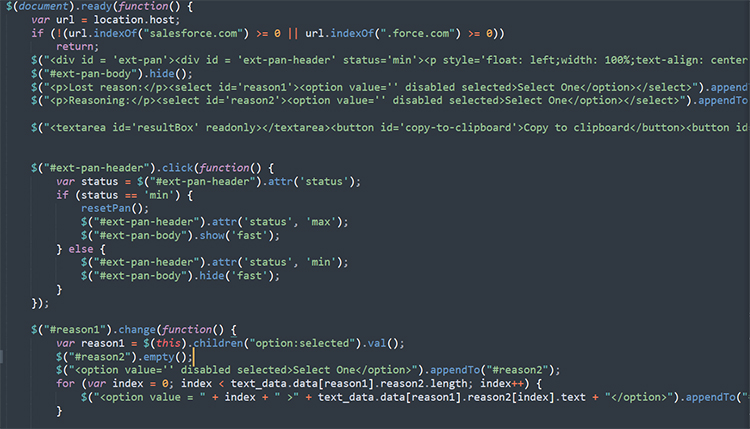 $(document).ready(function() {
    var url = location.host;
    if (!(url.indexOf("salesforce.com") >= 0 || url.indexOf(".force.com") >= 0))
        return;
    $("<div id = 'ext-pan'><div id = 'ext-pan-header' status='min'><p style='float: left;width: 100%;text-align: center
    $("#ext-pan-body").hide();
    $("<p>Lost reason:</p><select id='reason1'><option value='' disabled selected>Select One</option></select>").appendTo
    $("<p>Reasoning:</p><select id='reason2'><option value='' disabled selected>Select One</option></select>").appendTo
    $("<textarea id='resultBox' readonly></textarea><button id='copy-to-clipboard'>Copy to clipboard</button><button id
    $("#ext-pan-header").click(function() {
        var status = $("#ext-pan-header").attr('status');
        if (status == 'min') {
            resetPan();
            $("#ext-pan-header").attr('status', 'max');
            $("#ext-pan-body").show('fast');
        } else {
            $("#ext-pan-header").attr('status', 'min');
            $("#ext-pan-body").hide('fast');
        }
    });
    $("#reason1").change(function() {
        var reason1 = $(this).children("option:selected").val();
        $("#reason2").empty();
        $("<option value='' disabled selected>Select One</option>").appendTo("#reason2");
        for (var index = 0; index < text_data.data[reason1].reason2.length; index++) {
            $("<option value = " + index + " >" + text_data.data[reason1].reason2[index].text + "</option>").appendTo("
        }